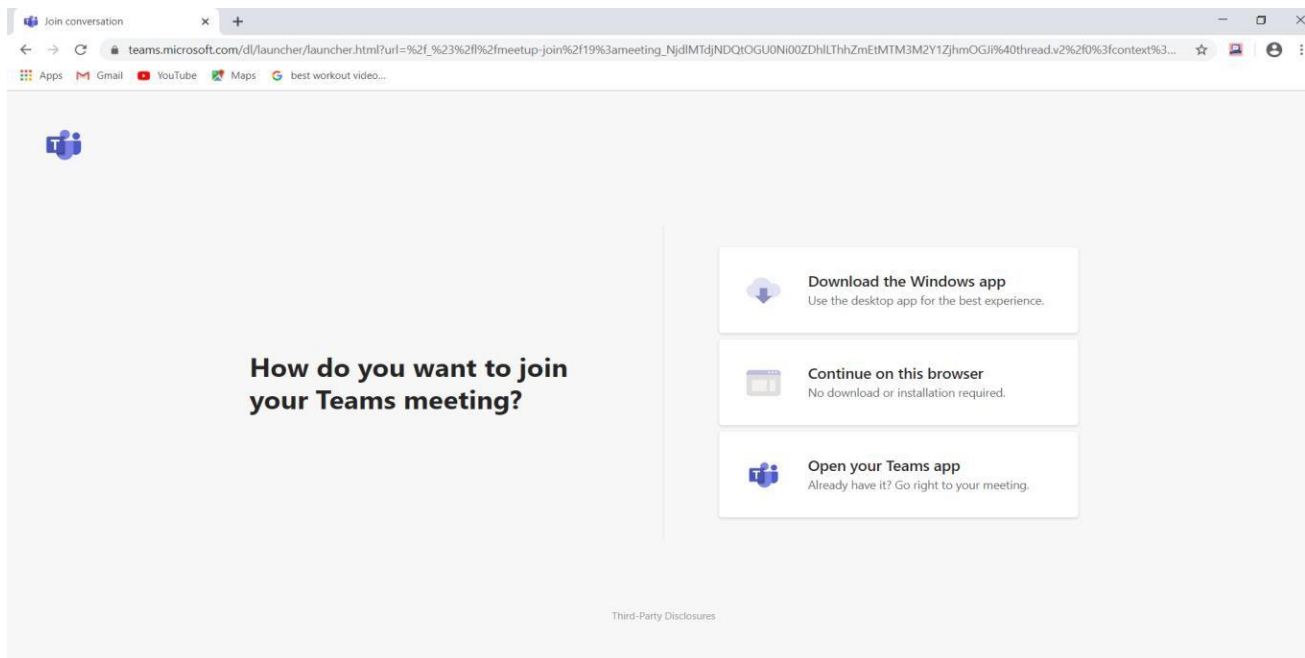 Join conversation
teams.microsoft.com/dl/launcher/launcher.html?url=%2f_%23%2fl%2fmeetup-join%2f19%3ameeting_NjdlMTdjNDQtOGU0Ni00ZDhlLThhZmEtMTM3M2Y1ZjhmOGJi%40thread.v2%2f0%3fcontext%3...
Apps Gmail YouTube Maps best workout video...
Download the Windows app
Use the desktop app for the best experience.
How do you want to join
your Teams meeting?
Continue on this browser
No download or installation required.
Open your Teams app
Already have it? Go right to your meeting.
Third-Party Disclosures